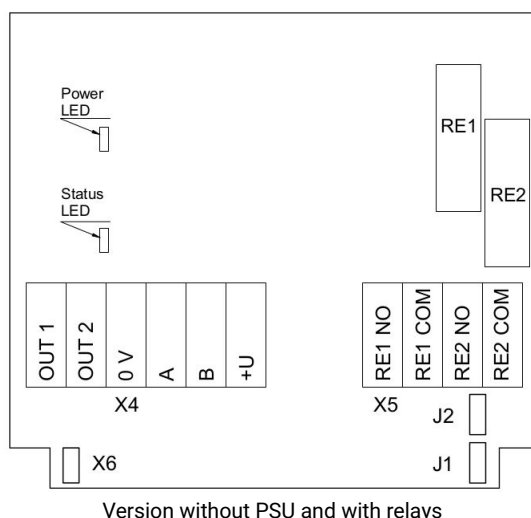 Power
LED
RE1
RE2
Status
LED
OUT 1
OUT 2
0 V
A
B
+U
RE1 NO
RE1 COM
RE2 NO
RE2 COM
X4
X5
J2
X6
J1
Version without PSU and with relays